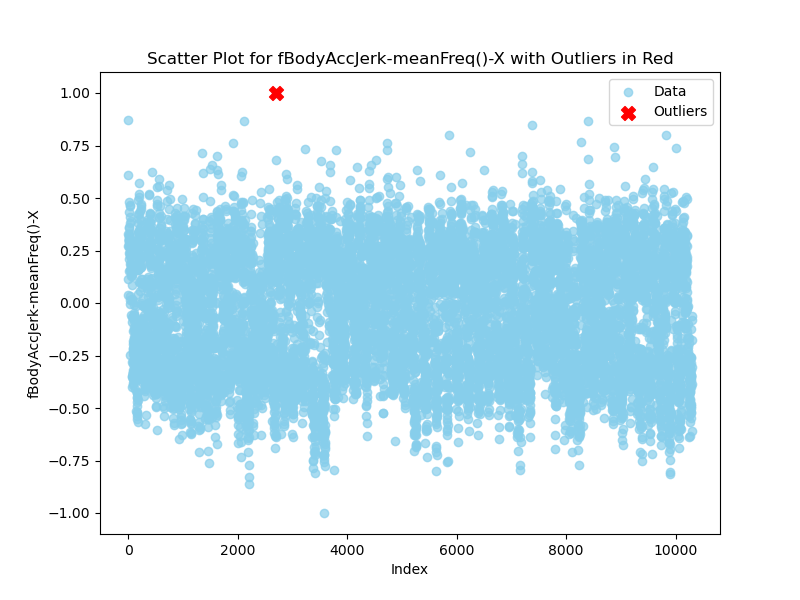 Scatter Plot for fBodyAccJerk-meanFreq()-X with Outliers in Red
Data
Outliers
1.00
0.75
0.50
0.25
0.00
−0.25
−0.50
−0.75
−1.00
fBodyAccJerk-meanFreq()-X
0 2000 4000 6000 8000 10000
Index